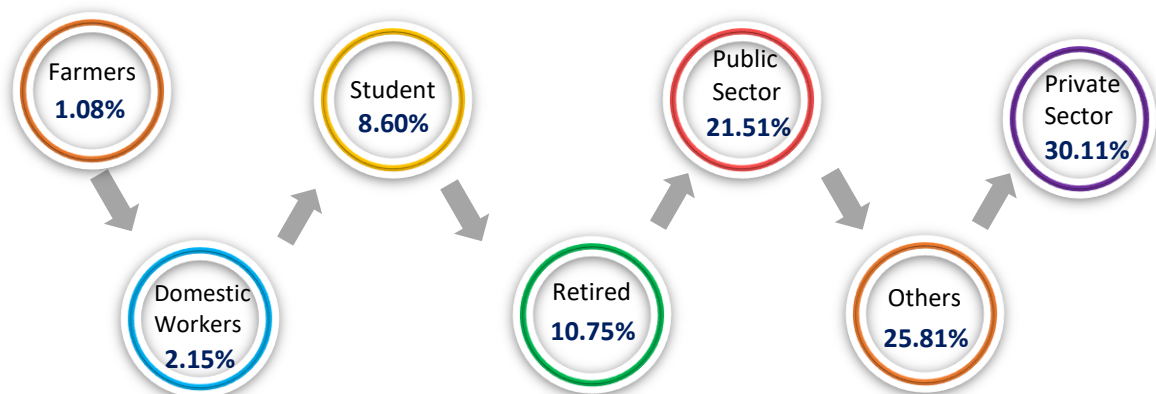 Farmers
1.08%
Domestic
Workers
2.15%
Student
8.60%
Retired
10.75%
Public
Sector
21.51%
Others
25.81%
Private
Sector
30.11%